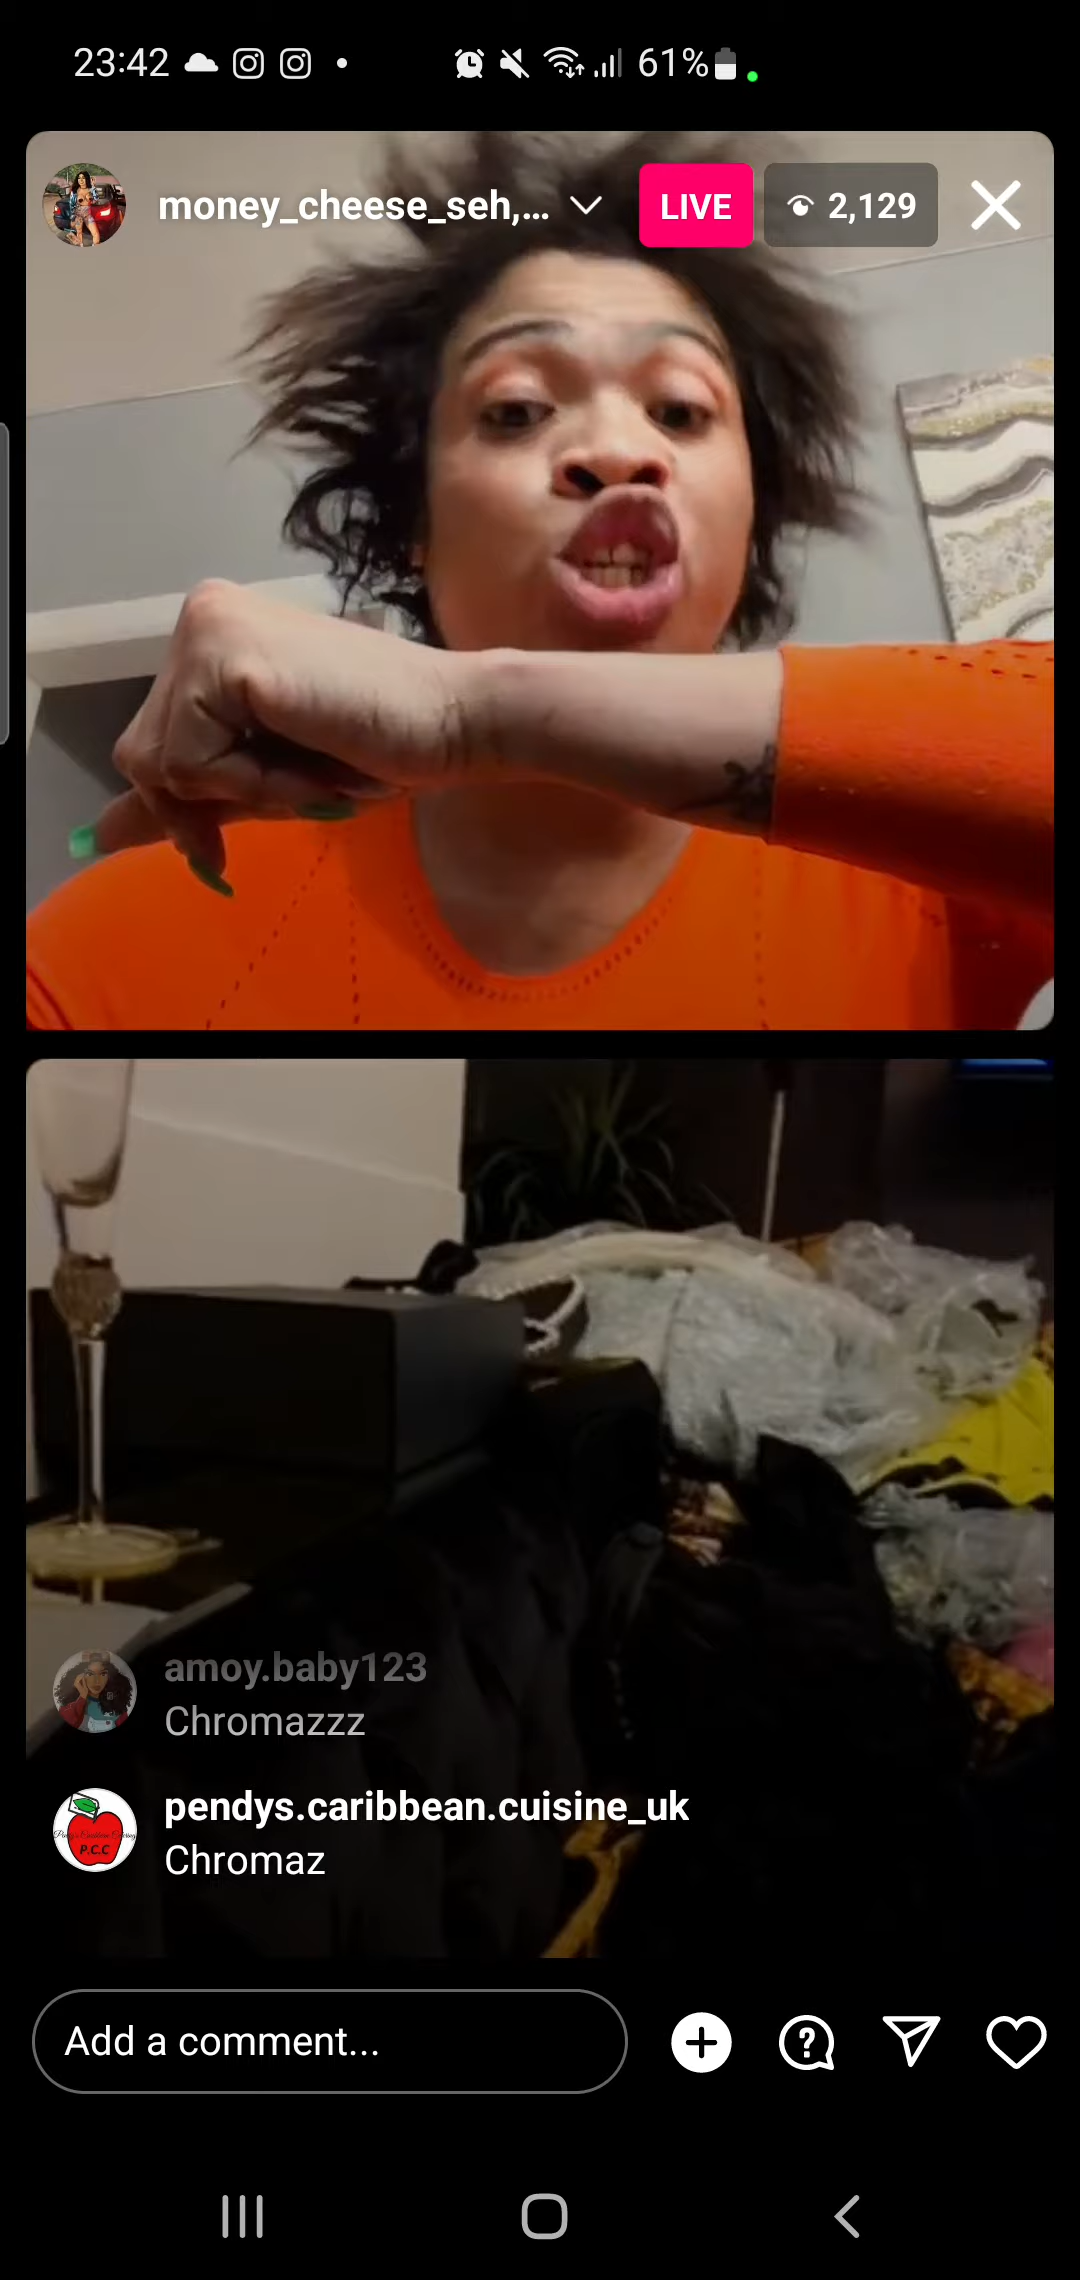 23:42 61%
money_cheese_seh,... LIVE 2,129
amoy.baby123
Chromazzz
pendys.caribbean.cuisine_uk
Chromaz
P.C.C
Add a comment...